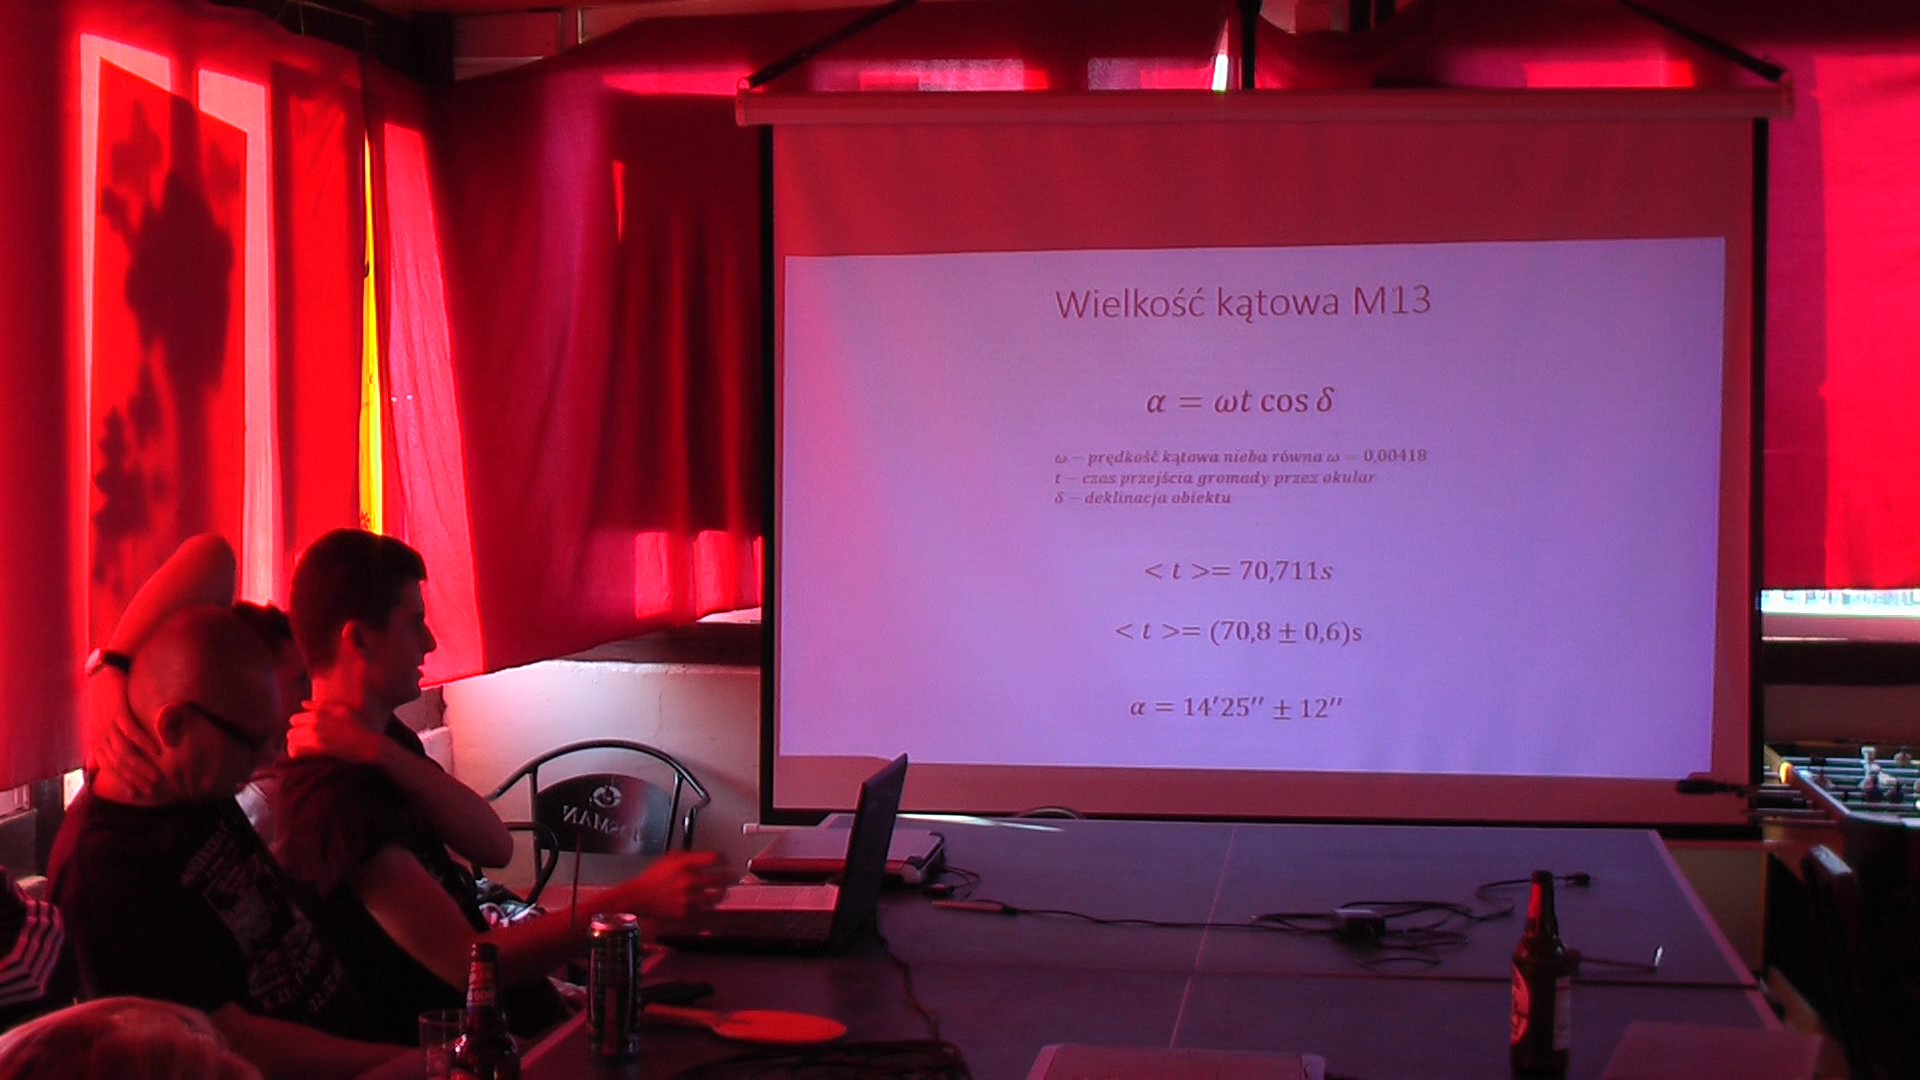 Wielkość kątowa M13
α = ωt cos δ
ω − prędkość kątowa nieba równa ω = 0,00418
t − czas przejścia gromady przez okular
δ − deklinacja obiektu
< t >= 70,711s
< t >= (70,8 ± 0,6)s
α = 14′25″ ± 12″